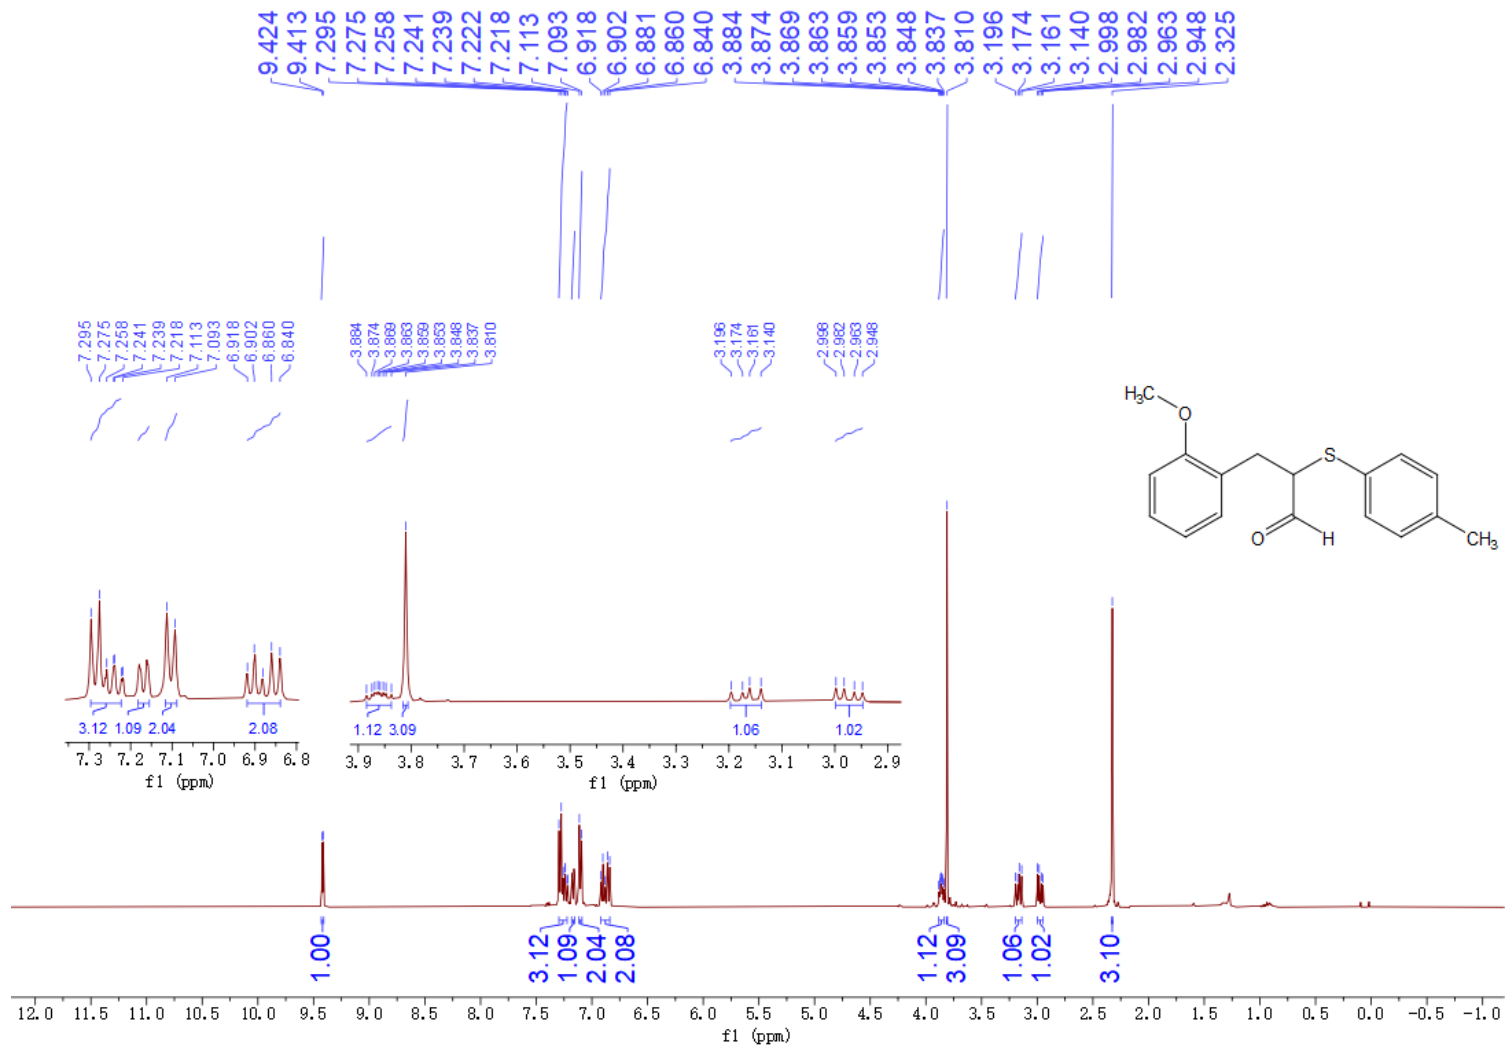 9.424 9.413 7.295 7.275 7.258 7.241 7.239 7.222 7.218 7.113 7.093 6.918 6.902 6.881 6.860 6.840 3.884 3.874 3.869 3.863 3.859 3.853 3.848 3.837 3.810 3.196 3.174 3.161 3.140 2.998 2.982 2.963 2.948 2.325
7.295 7.275 7.258 7.241 7.239 7.218 7.113 7.093 6.918 6.902 6.860 6.840
3.884 3.874 3.869 3.863 3.859 3.853 3.848 3.837 3.810
3.196 3.174 3.161 3.140
2.998 2.982 2.963 2.948
H₃C
O
S
O
H
CH₃
3.12 1.09 2.04 2.08
7.3 7.2 7.1 7.0 6.9 6.8
f1 (ppm)
1.12 3.09 1.06 1.02
3.9 3.8 3.7 3.6 3.5 3.4 3.3 3.2 3.1 3.0 2.9
f1 (ppm)
1.00 3.12 1.09 2.04 2.08 1.12 3.09 1.06 1.02 3.10
12.0 11.5 11.0 10.5 10.0 9.5 9.0 8.5 8.0 7.5 7.0 6.5 6.0 5.5 5.0 4.5 4.0 3.5 3.0 2.5 2.0 1.5 1.0 0.5 0.0 -0.5 -1.0
f1 (ppm)